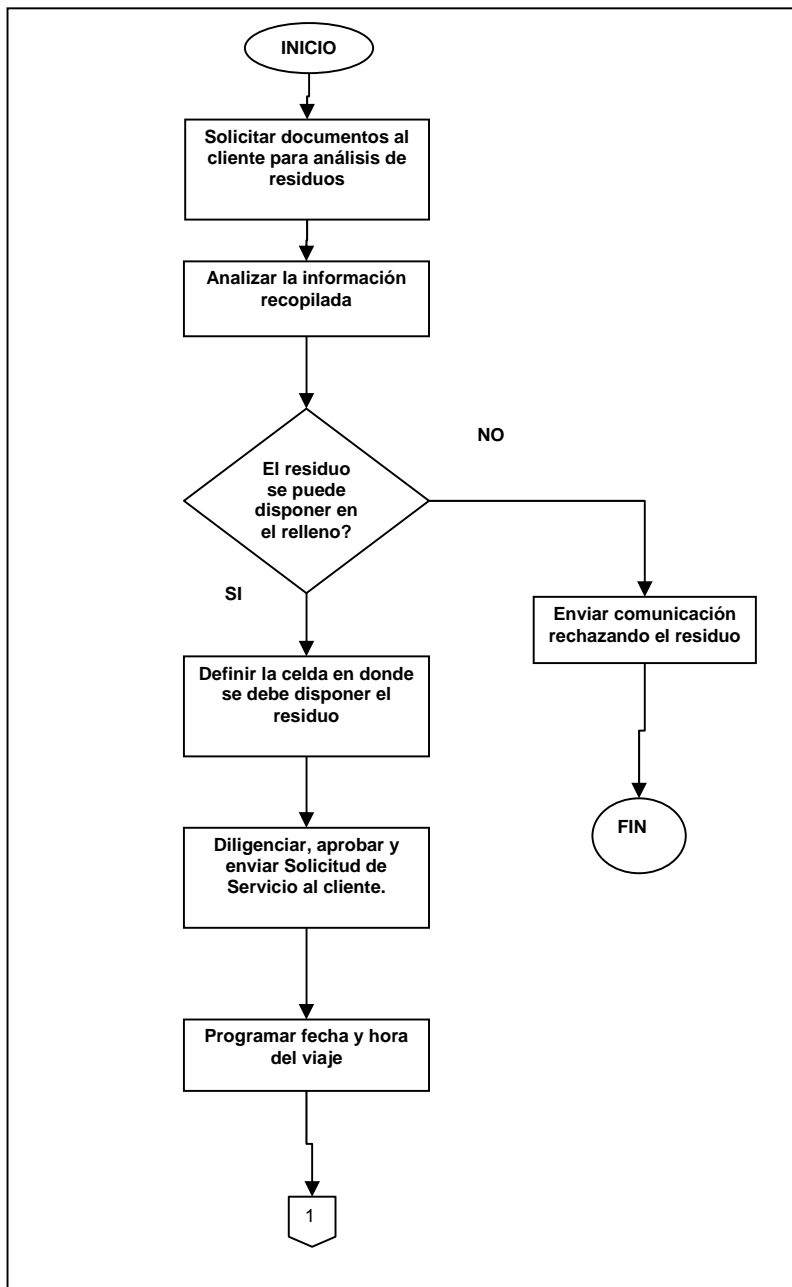 INICIO
Solicitar documentos al
cliente para análisis de
residuos
Analizar la información
recopilada
El residuo
se puede
disponer en
el relleno?
NO
SI
Enviar comunicación
rechazando el residuo
Definir la celda en donde
se debe disponer el
residuo
FIN
Diligenciar, aprobar y
enviar Solicitud de
Servicio al cliente.
Programar fecha y hora
del viaje
1